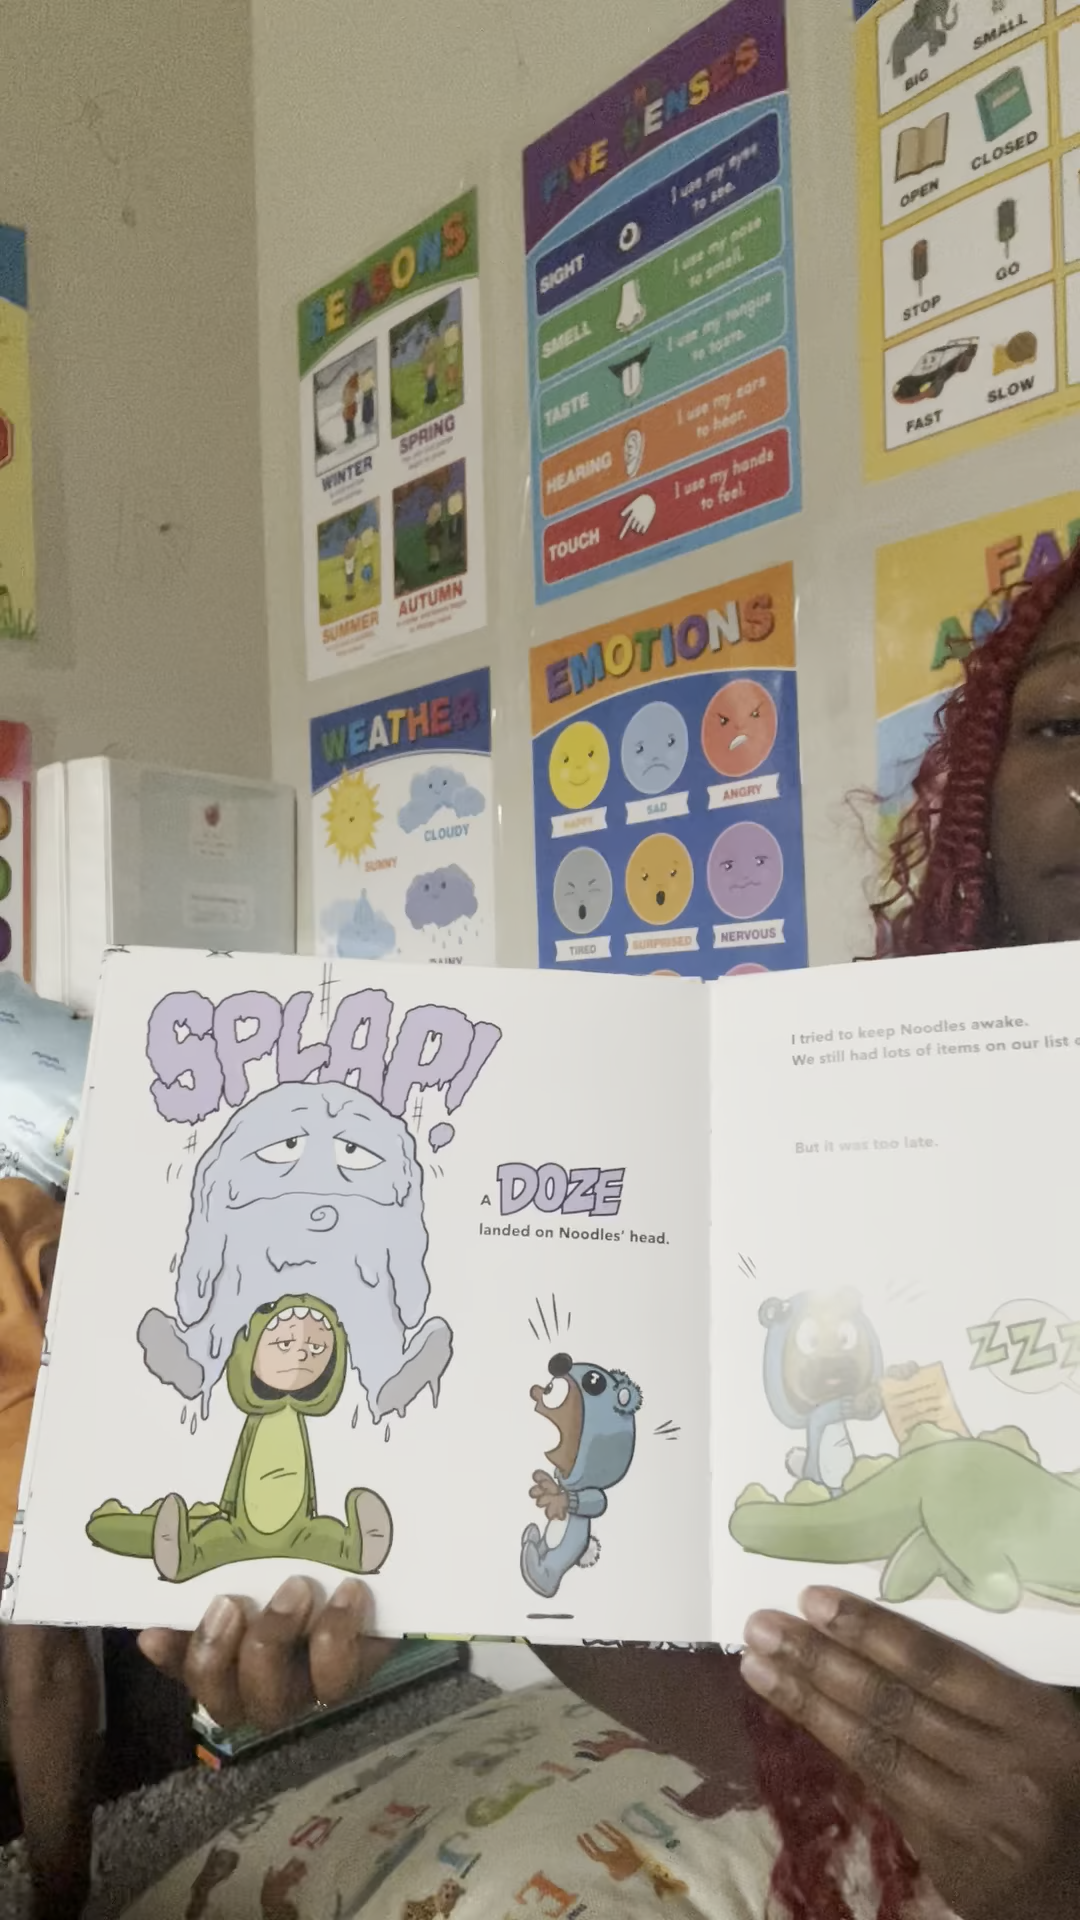 SEASONS
WINTER
SPRING
SUMMER
AUTUMN
FIVE SENSES
SIGHT
I use my eyes
to see.
SMELL
I use my nose
to smell.
TASTE
I use my tongue
to taste.
HEARING
I use my ears
to hear.
TOUCH
I use my hands
to feel.
BIG
SMALL
OPEN
CLOSED
STOP
GO
FAST
SLOW
WEATHER
SUNNY
CLOUDY
RAINY
EMOTIONS
HAPPY
SAD
ANGRY
TIRED
SURPRISED
NERVOUS
SPLAP!
A DOZE
landed on Noodles' head.
I tried to keep Noodles awake.
We still had lots of items on our list
But it was too late.
ZZZ